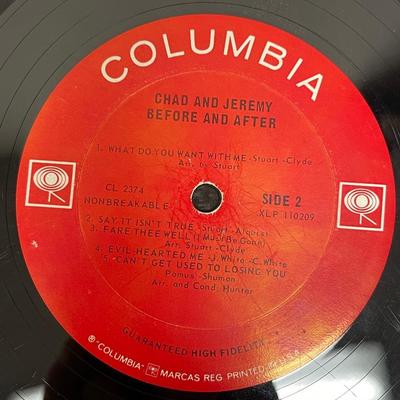 COLUMBIA
CHAD AND JEREMY
BEFORE AND AFTER
1. WHAT DO YOU WANT WITH ME -Stuart -Clyde
Arr. by Stuart
CL 2374
NONBREAKABLE
SIDE 2
XLP 110209
2. SAY IT ISN'T TRUE -Stuart -Alquist
3. FARE THEE WELL (I Must Be Gone)
Arr. Stuart -Clyde
4. EVIL-HEARTED ME -J. White -C. White
5. CAN'T GET USED TO LOSING YOU
Pomus -Shuman
Arr. and Cond. Hunter
GUARANTEED HIGH FIDELITY
® "COLUMBIA" MARCAS REG. PRINTED IN U.S.A.